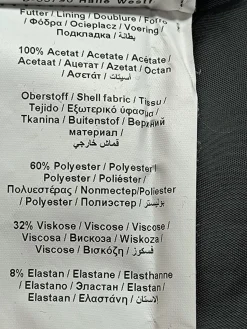 Futter / Lining / Doublure / Forro
/ Фόδρα / Ocieplacz / Voering /
Подкладка / بطانة
100% Acetat / Acetate / Acétate /
Acetaat / Ацетат / Azetat / Octan
/ Ασετάτ / أسيتات
Oberstoff / Shell fabric / Tissu /
Tejido / Εξωτερικό ύφασμα /
Tkanina / Buitenstof / Верхний
материал /
قماش خارجي
60% Polyester / Polyester /
Polyester / Poliéster /
Πολυεστέρας / Nonmectep/Poliester
/ Polyester / Полиэстер / بوليستر
32% Viskose / Viscose / Viscose /
Viscosa / Вискоза / Wiskoza /
Viscose / Βισκόζη / فسكوز
8% Elastan / Elastane / Elasthanne
/ Elastano / Эластан / Elastan /
Elastaan / Ελαστάνη / الاستان